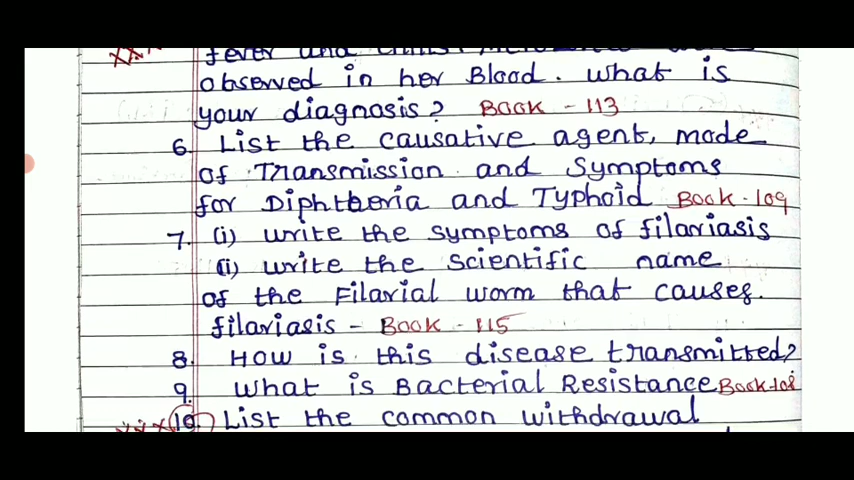 fever and chills.
observed in her Blood. What is
your diagnosis? Book - 113
6. List the causative agent, mode
of Transmission and Symptoms
for Diphtheria and Typhoid Book - 109
7. (i) write the symptoms of filariasis
(ii) write the scientific name
of the Filarial worm that causes.
filariasis - Book - 115
8. How is this disease transmitted?
9. What is Bacterial Resistance Book-108
10. List the common withdrawal